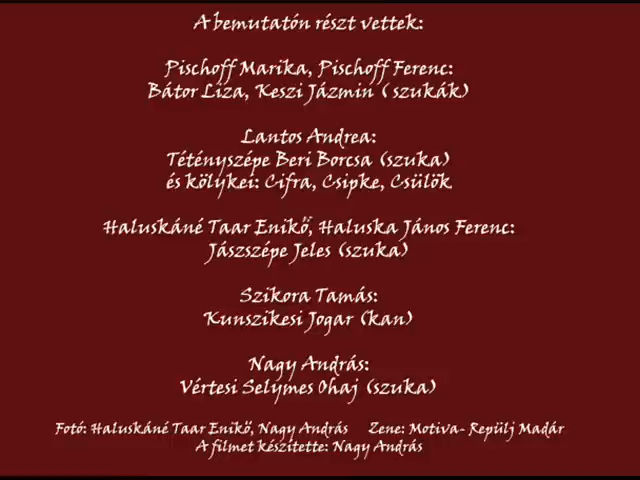 A bemutatón részt vettek:
Pischoff Marika, Pischoff Ferenc:
Bátor Liza, Keszi Jázmin (szukák)
Lantos Andrea:
Tétényszépe Beri Borcsa (szuka)
és kölykei: Cifra, Csipke, Csülök
Haluskáné Taar Enikő, Haluska János Ferenc:
Jászszépe Jeles (szuka)
Szikora Tamás:
Kunszikesi Jogar (kan)
Nagy András:
Vértesi Selymes Ohaj (szuka)
Fotó: Haluskáné Taar Enikő, Nagy András Zene: Motiva- Repülj Madár
A filmet készítette: Nagy András